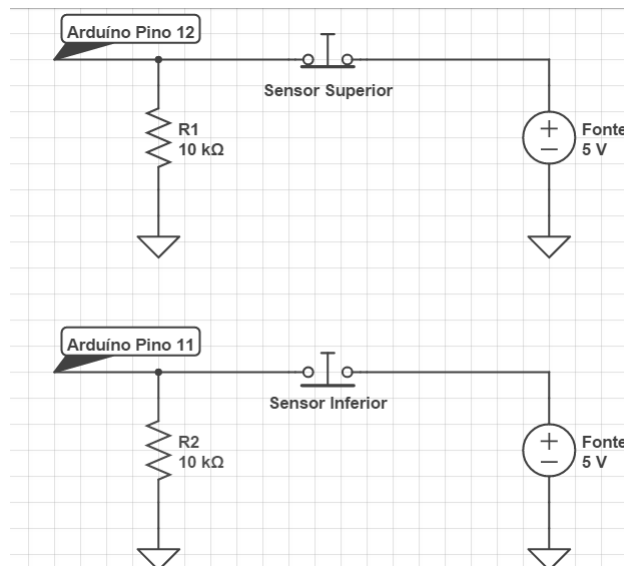 Arduíno Pino 12
Sensor Superior
R1
10 kΩ
Fonte
5 V
Arduíno Pino 11
Sensor Inferior
R2
10 kΩ
Fonte
5 V